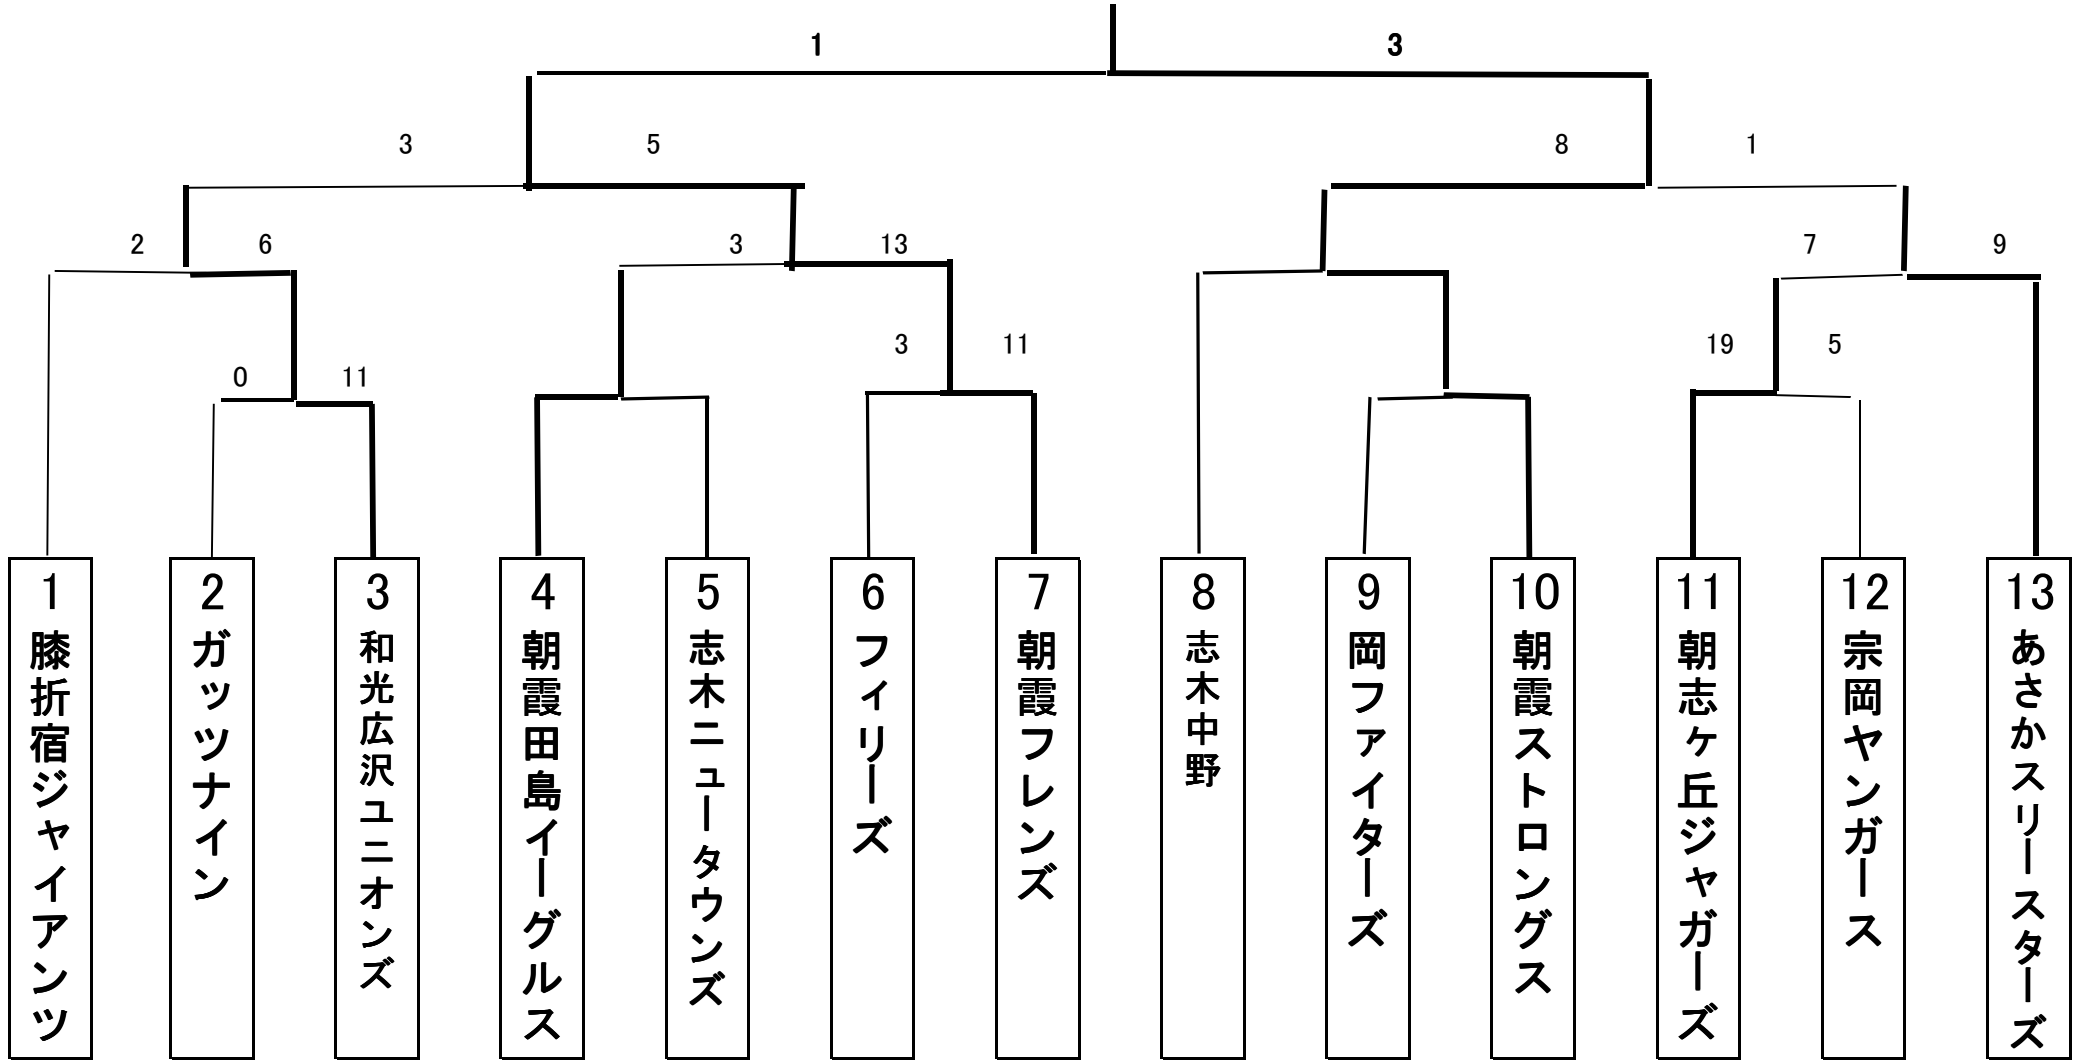 1 3
3 5 8 1
2 6 3 13 7 9
3 11 19 5
0 11
1 膝折宿ジャイアンツ
2 ガッツナイン
3 和光広沢ユニオンズ
4 朝霞田島イーグルス
5 志木ニュータウンズ
6 フィリーズ
7 朝霞フレンズ
8 志木中野
9 岡ファイターズ
10 朝霞ストロングス
11 朝志ヶ丘ジャガーズ
12 宗岡ヤンガース
13 あさかスリースターズ